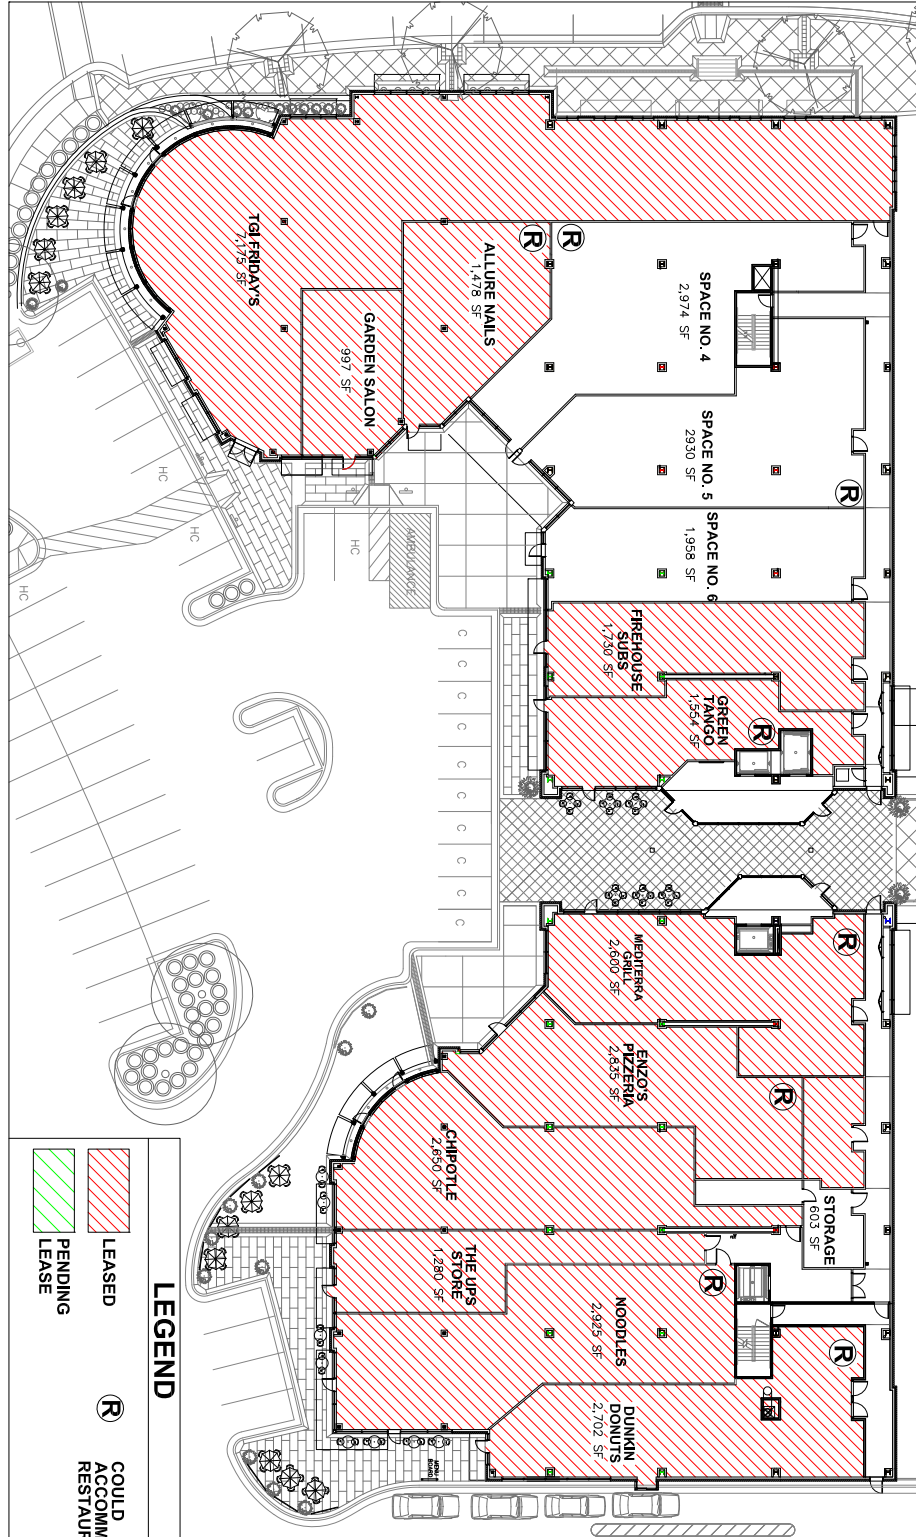 TGI FRIDAY'S
7,175 SF
GARDEN SALON
997 SF
ALLURE NAILS
1,478 SF
R
R
SPACE NO. 4
2,974 SF
SPACE NO. 5
2930 SF
R
SPACE NO. 6
1,958 SF
FIREHOUSE
SUBS
1,730 SF
GREEN
TANGO
1,554 SF
R
HC
HC
HC
HC
AMBULANCE
C
C
C
C
C
C
C
C
C
C
MEDITERRA
GRILL
2,600 SF
R
ENZO'S
PIZZERIA
2,835 SF
R
CHIPOTLE
2,650 SF
STORAGE
603 SF
THE UPS
STORE
1,280 SF
R
NOODLES
2,925 SF
R
DUNKIN
DONUTS
2,702 SF
MENU
BOARD
LEGEND
LEASED
PENDING
LEASE
R
COULD
ACCOMM
RESTAUR